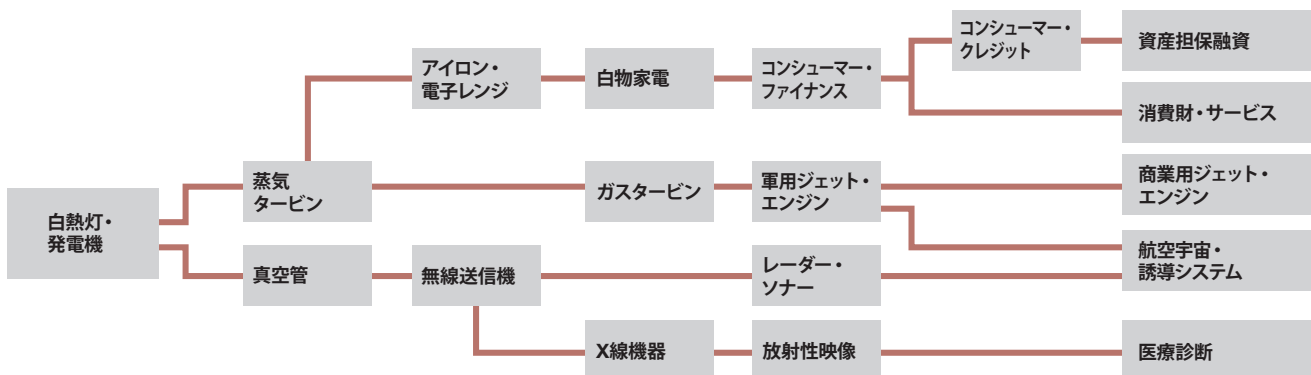 白熱灯・
発電機
蒸気
タービン
真空管
アイロン・
電子レンジ
無線送信機
白物家電
ガスタービン
X線機器
コンシューマー・
ファイナンス
軍用ジェット・
エンジン
レーダー・
ソナー
放射性映像
コンシューマー・
クレジット
資産担保融資
消費財・サービス
商業用ジェット・
エンジン
航空宇宙・
誘導システム
医療診断